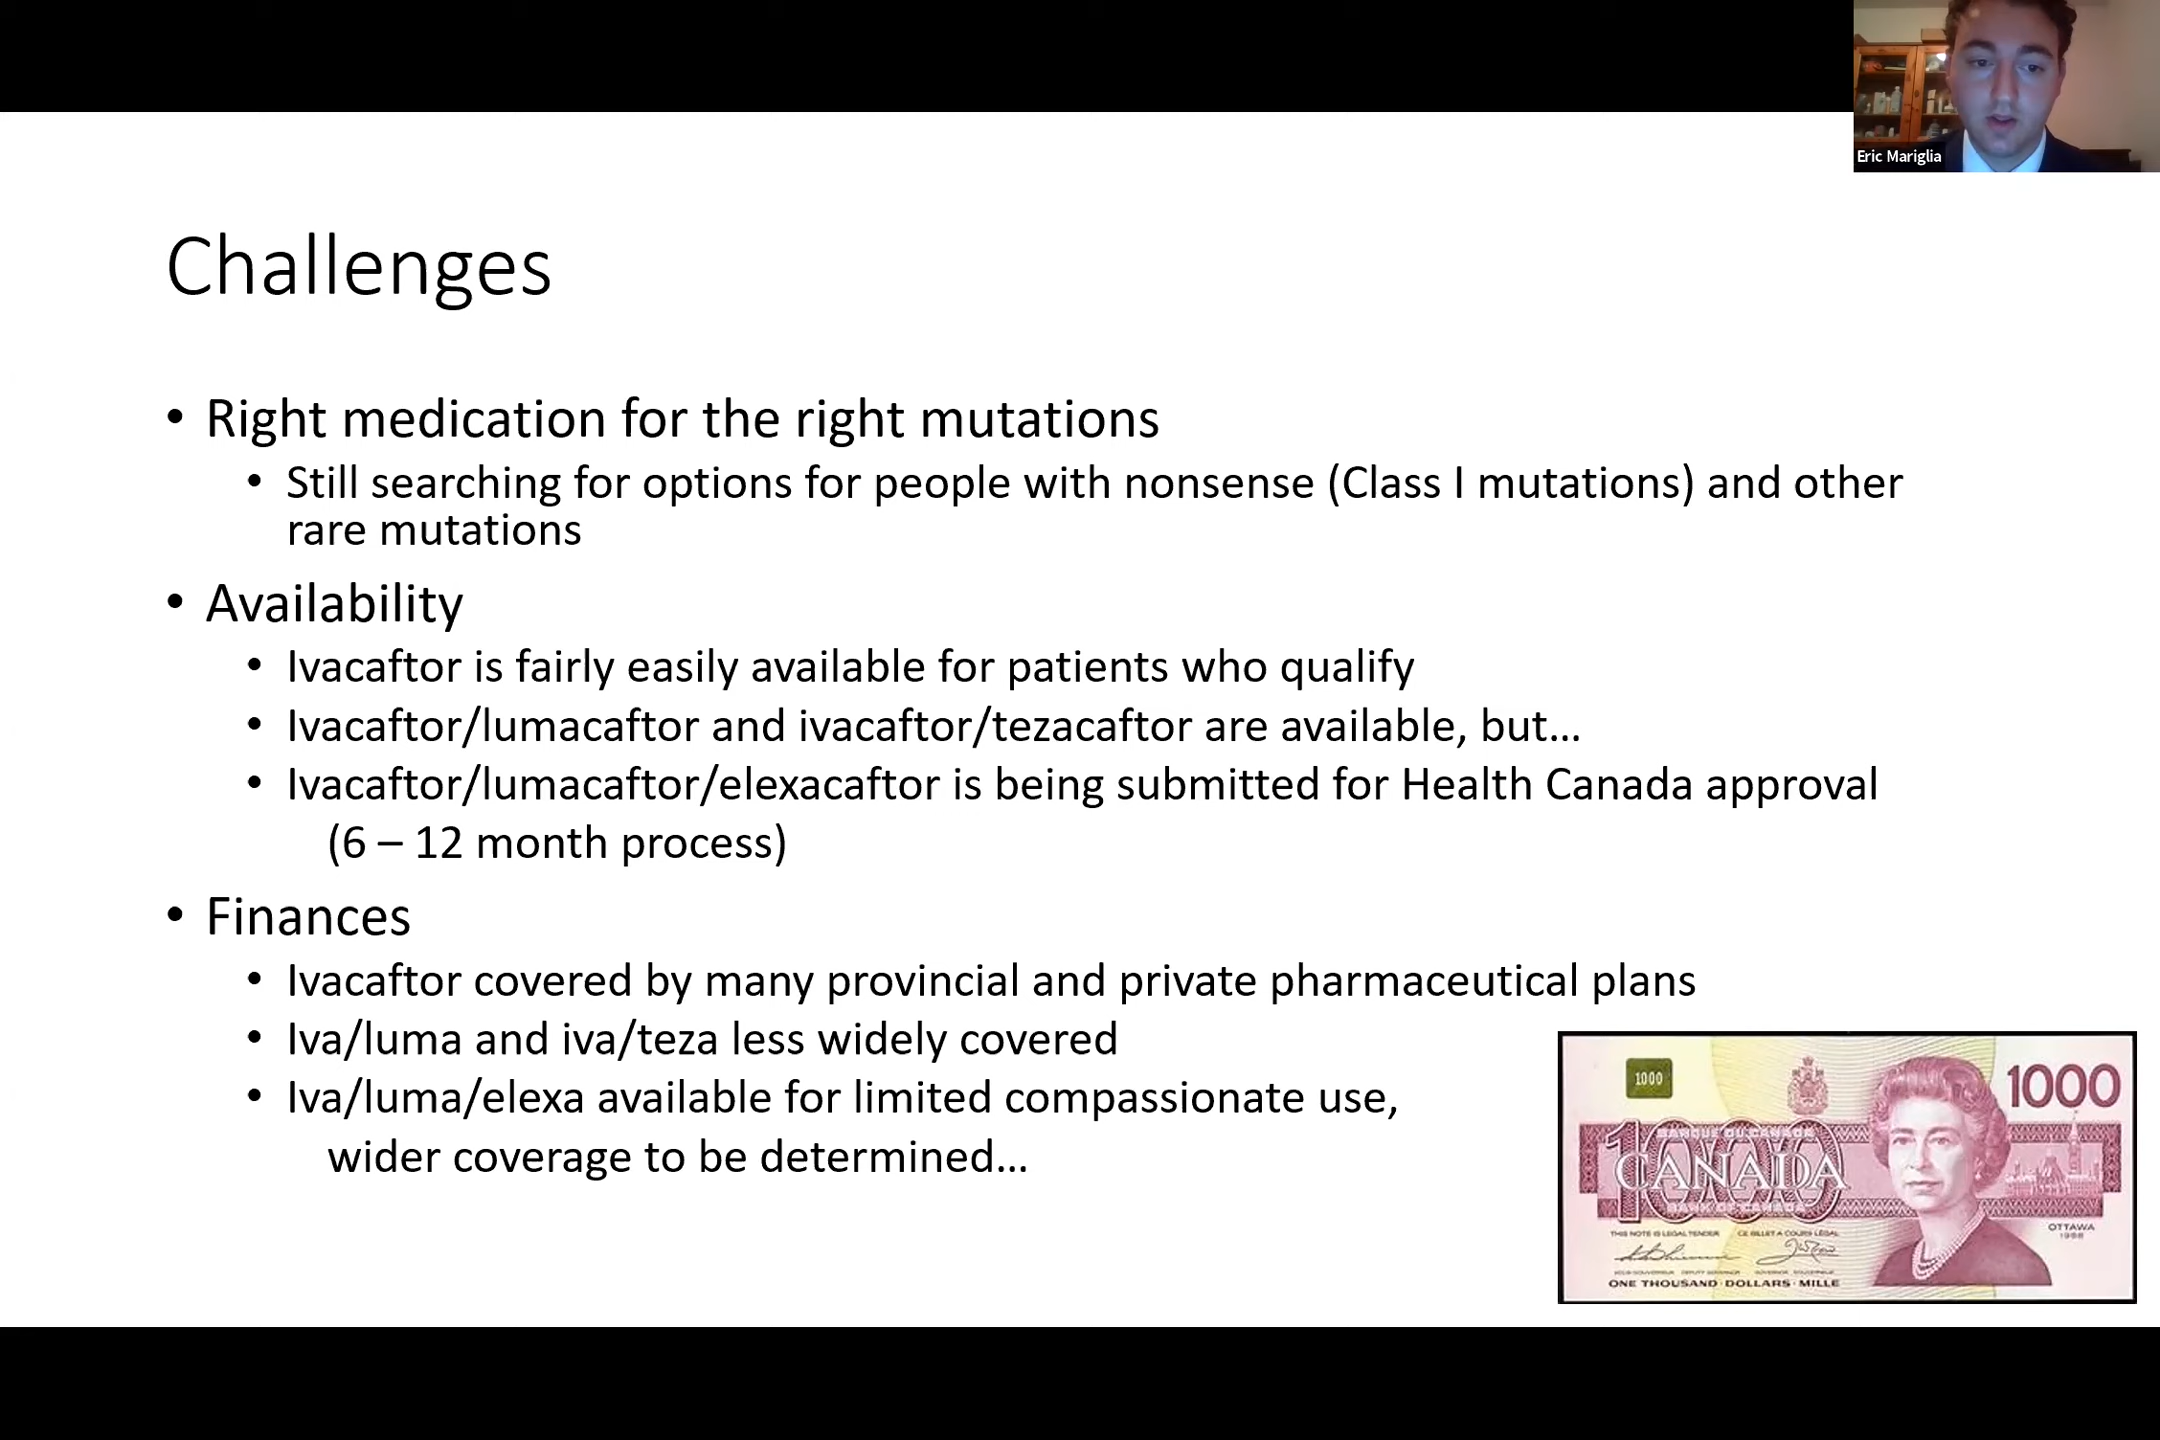 Eric Mariglia
Challenges
• Right medication for the right mutations
• Still searching for options for people with nonsense (Class I mutations) and other
rare mutations
• Availability
• Ivacaftor is fairly easily available for patients who qualify
• Ivacaftor/lumacaftor and ivacaftor/tezacaftor are available, but…
• Ivacaftor/lumacaftor/elexacaftor is being submitted for Health Canada approval
(6 – 12 month process)
• Finances
• Ivacaftor covered by many provincial and private pharmaceutical plans
• Iva/luma and iva/teza less widely covered
• Iva/luma/elexa available for limited compassionate use,
wider coverage to be determined…
1000
1000
BANQUE DU CANADA
1000
CANADA
BANK OF CANADA
OTTAWA
1988
THIS NOTE IS LEGAL TENDER CE BILLET A COURS LÉGAL
ONE THOUSAND · DOLLARS · MILLE